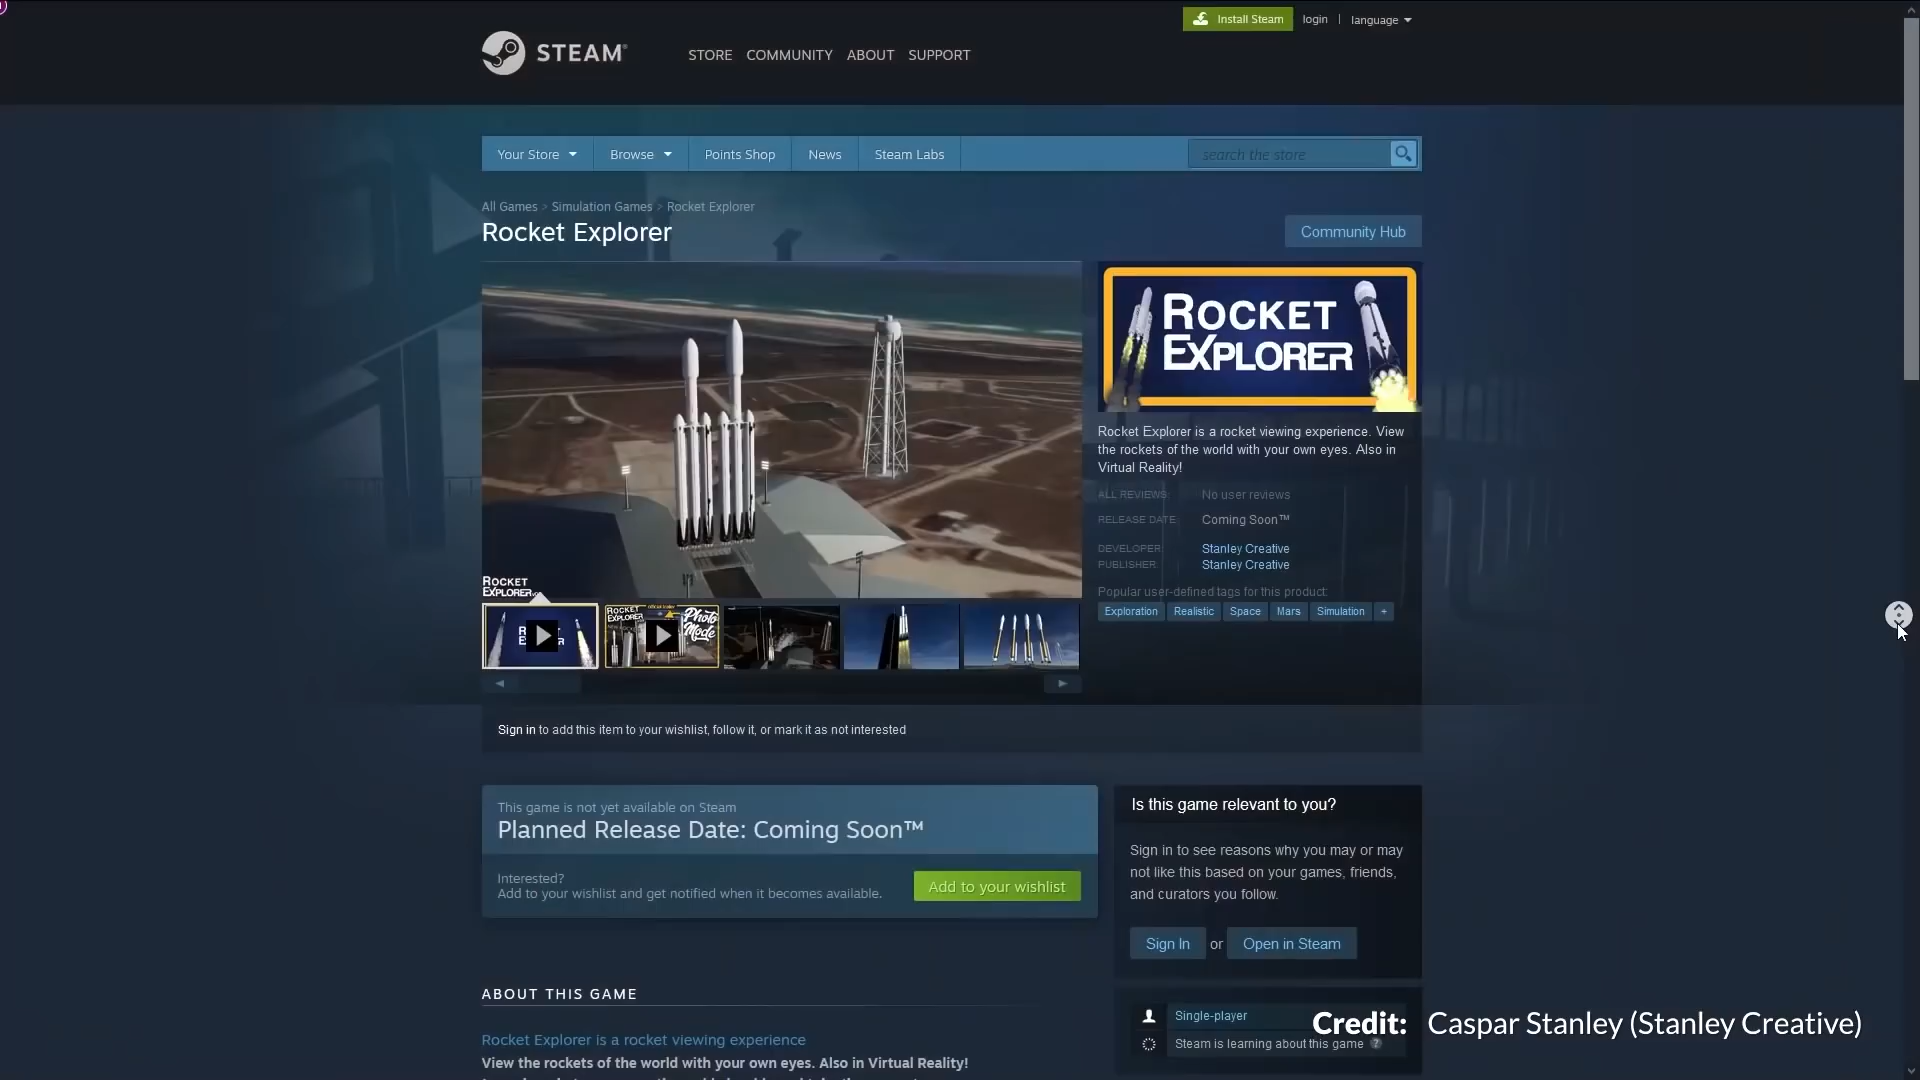 Install Steam login | language
STEAM®
STORE COMMUNITY ABOUT SUPPORT
Your Store Browse Points Shop News Steam Labs search the store
All Games > Simulation Games > Rocket Explorer
Rocket Explorer
Community Hub
ROCKET
EXPLORER
ROCKET
EXPLORER
Rocket Explorer is a rocket viewing experience. View
the rockets of the world with your own eyes. Also in
Virtual Reality!
ALL REVIEWS: No user reviews
RELEASE DATE: Coming Soon™
DEVELOPER: Stanley Creative
PUBLISHER: Stanley Creative
Popular user-defined tags for this product:
Exploration Realistic Space Mars Simulation +
ROCKET
EXPLORER
Photo
Mode
Sign in to add this item to your wishlist, follow it, or mark it as not interested
This game is not yet available on Steam
Planned Release Date: Coming Soon™
Interested?
Add to your wishlist and get notified when it becomes available.
Add to your wishlist
Is this game relevant to you?
Sign in to see reasons why you may or may
not like this based on your games, friends,
and curators you follow.
Sign In or Open in Steam
ABOUT THIS GAME
Rocket Explorer is a rocket viewing experience
View the rockets of the world with your own eyes. Also in Virtual Reality!
Single-player
Steam is learning about this game ?
Credit: Caspar Stanley (Stanley Creative)